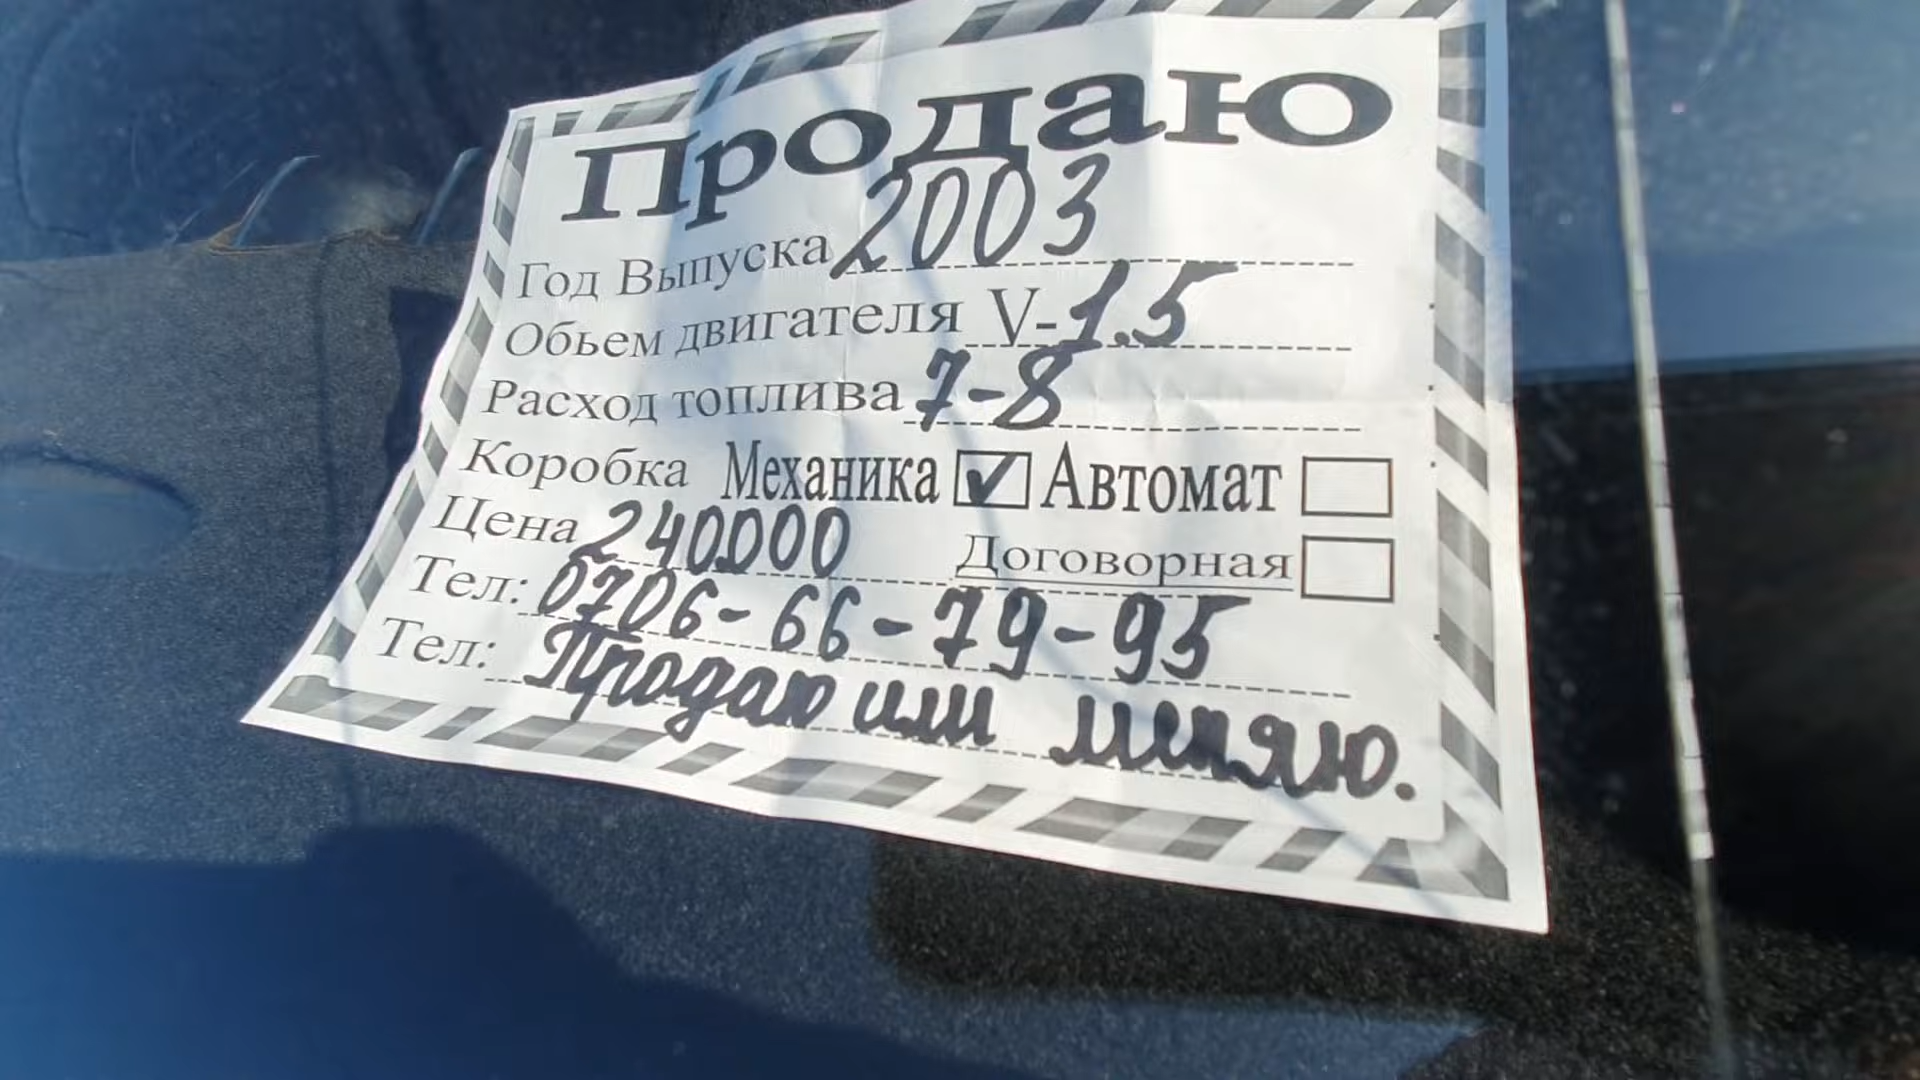 Продаю
Год Выпуска 2003
Обьем двигателя V-1.5
Расход топлива 7-8
Коробка Механика ✓ Автомат
Цена 240000 Договорная
Тел: 0706-66-79-95
Тел: Продаю или меняю.